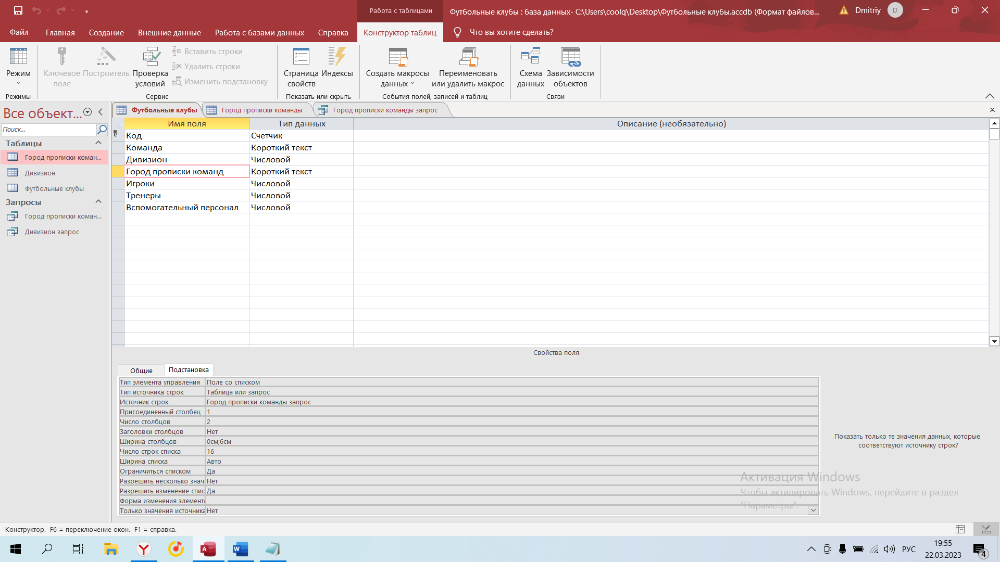 Работа с таблицами
Футбольные клубы : база данных- C:\Users\coolq\Desktop\Футбольные клубы.accdb (Формат файлов...
Dmitriy
D
Файл
Главная
Создание
Внешние данные
Работа с базами данных
Справка
Конструктор таблиц
Что вы хотите сделать?
Режим
Ключевое поле
Построитель
Проверка условий
Вставить строки
Удалить строки
Изменить подстановку
Страница свойств
Индексы
Создать макросы данных
Переименовать или удалить макрос
Схема данных
Зависимости объектов
Режимы
Сервис
Показать или скрыть
События полей, записей и таблиц
Связи
Все объект...
Поиск...
Таблицы
Город прописки коман...
Дивизион
Футбольные клубы
Запросы
Город прописки коман...
Дивизион запрос
Футбольные клубы
Город прописки команды
Город прописки команды запрос
Имя поля
Тип данных
Описание (необязательно)
Код
Счетчик
Команда
Короткий текст
Дивизион
Числовой
Город прописки команд
Короткий текст
Игроки
Числовой
Тренеры
Числовой
Вспомогательный персонал
Числовой
Свойства поля
Общие
Подстановка
Тип элемента управления
Поле со списком
Тип источника строк
Таблица или запрос
Источник строк
Город прописки команды запрос
Присоединенный столбец
1
Число столбцов
2
Заголовки столбцов
Нет
Ширина столбцов
0см;6см
Число строк списка
16
Ширина списка
Авто
Ограничиться списком
Да
Разрешить несколько знач
Нет
Разрешить изменение спис
Да
Форма изменения элемент
Только значения источника
Нет
Показать только те значения данных, которые
соответствуют источнику строк?
Активация Windows
Чтобы активировать Windows, перейдите в раздел
"Параметры".
Конструктор. F6 = переключение окон. F1 = справка.
РУС
19:55
22.03.2023
4